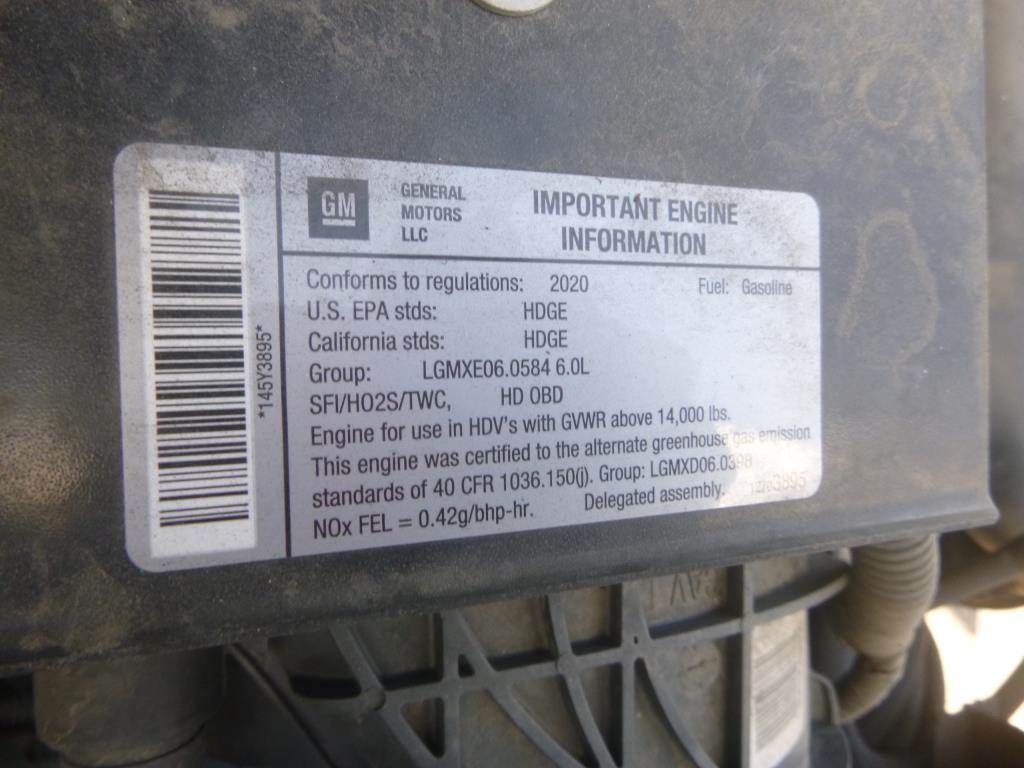 *145Y3895*
GM
GENERAL
MOTORS
LLC
IMPORTANT ENGINE
INFORMATION
Conforms to regulations: 2020 Fuel: Gasoline
U.S. EPA stds: HDGE
California stds: HDGE
Group: LGMXE06.0584 6.0L
SFI/HO2S/TWC, HD OBD
Engine for use in HDV's with GVWR above 14,000 lbs.
This engine was certified to the alternate greenhouse gas emission
standards of 40 CFR 1036.150(j). Group: LGMXD06.0398
NOx FEL = 0.42g/bhp-hr. Delegated assembly.